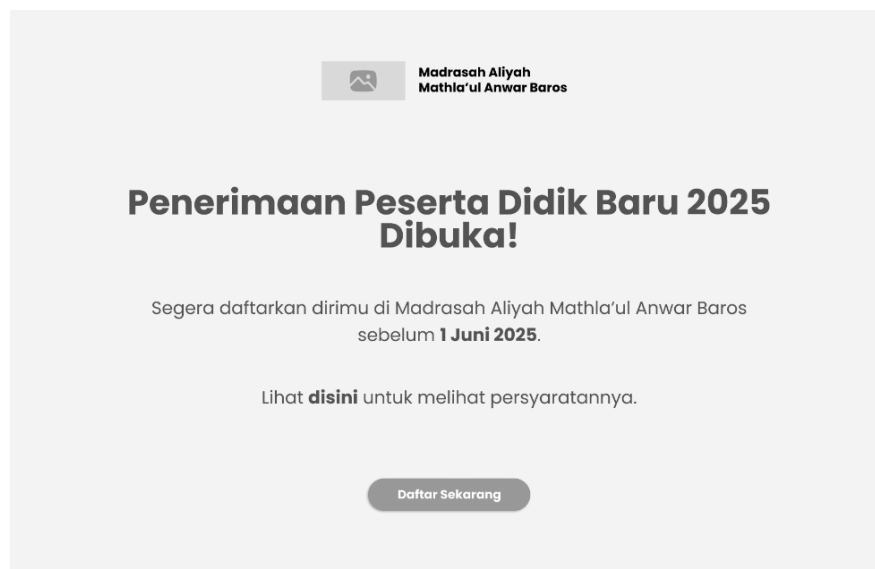 Madrasah Aliyah
Mathla’ul Anwar Baros
Penerimaan Peserta Didik Baru 2025
Dibuka!
Segera daftarkan dirimu di Madrasah Aliyah Mathla’ul Anwar Baros
sebelum 1 Juni 2025.
Lihat disini untuk melihat persyaratannya.
Daftar Sekarang